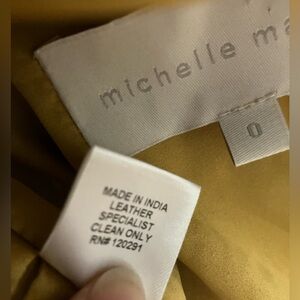 michelle ma
0
MADE IN INDIA
LEATHER
SPECIALIST
CLEAN ONLY
RN# 120291